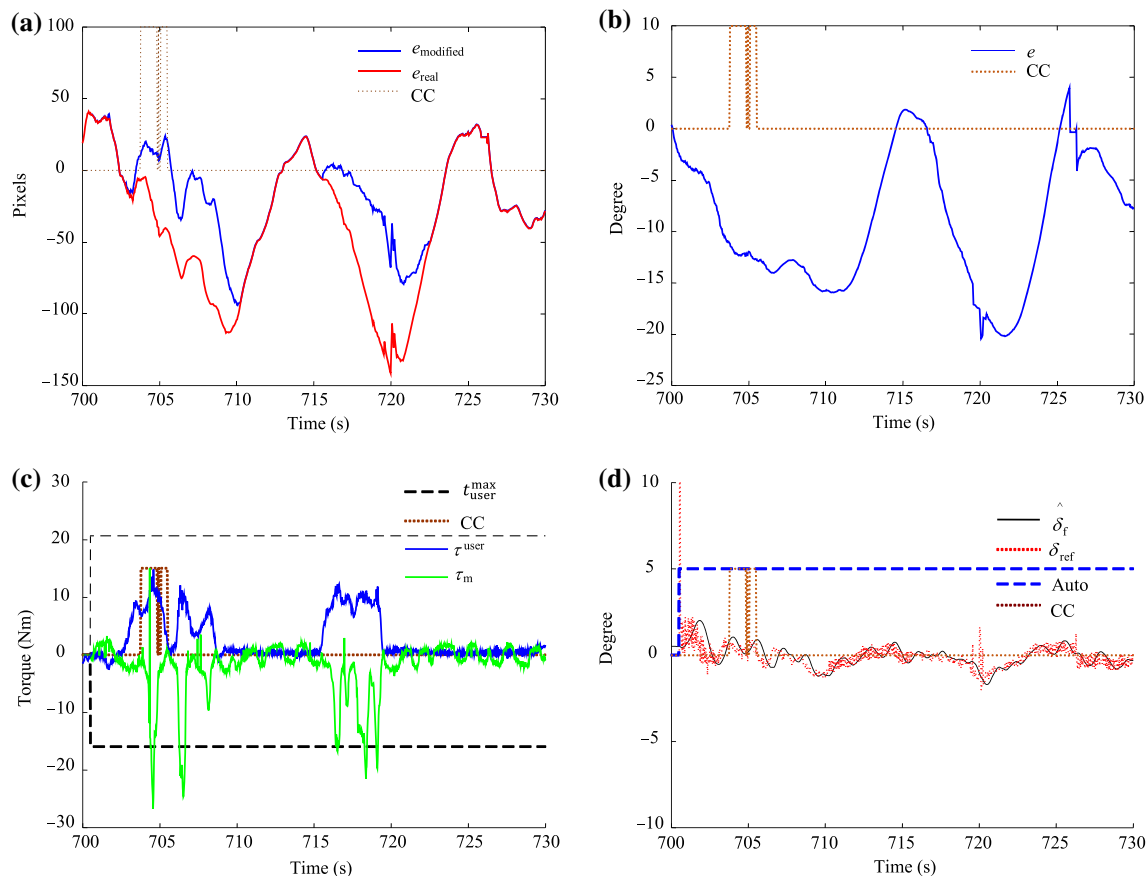 (a)
100
50
0
−50
−100
−150
Pixels
e_modified
e_real
CC
700 705 710 715 720 725 730
Time (s)
(b)
10
5
0
−5
−10
−15
−20
−25
Degree
e
CC
700 705 710 715 720 725 730
Time (s)
(c)
30
20
10
0
−10
−20
−30
Torque (Nm)
t_user^max
CC
τ^user
τ_m
700 705 710 715 720 725 730
Time (s)
(d)
10
5
0
−5
−10
Degree
δ̂_f
δ_ref
Auto
CC
700 705 710 715 720 725 730
Time (s)